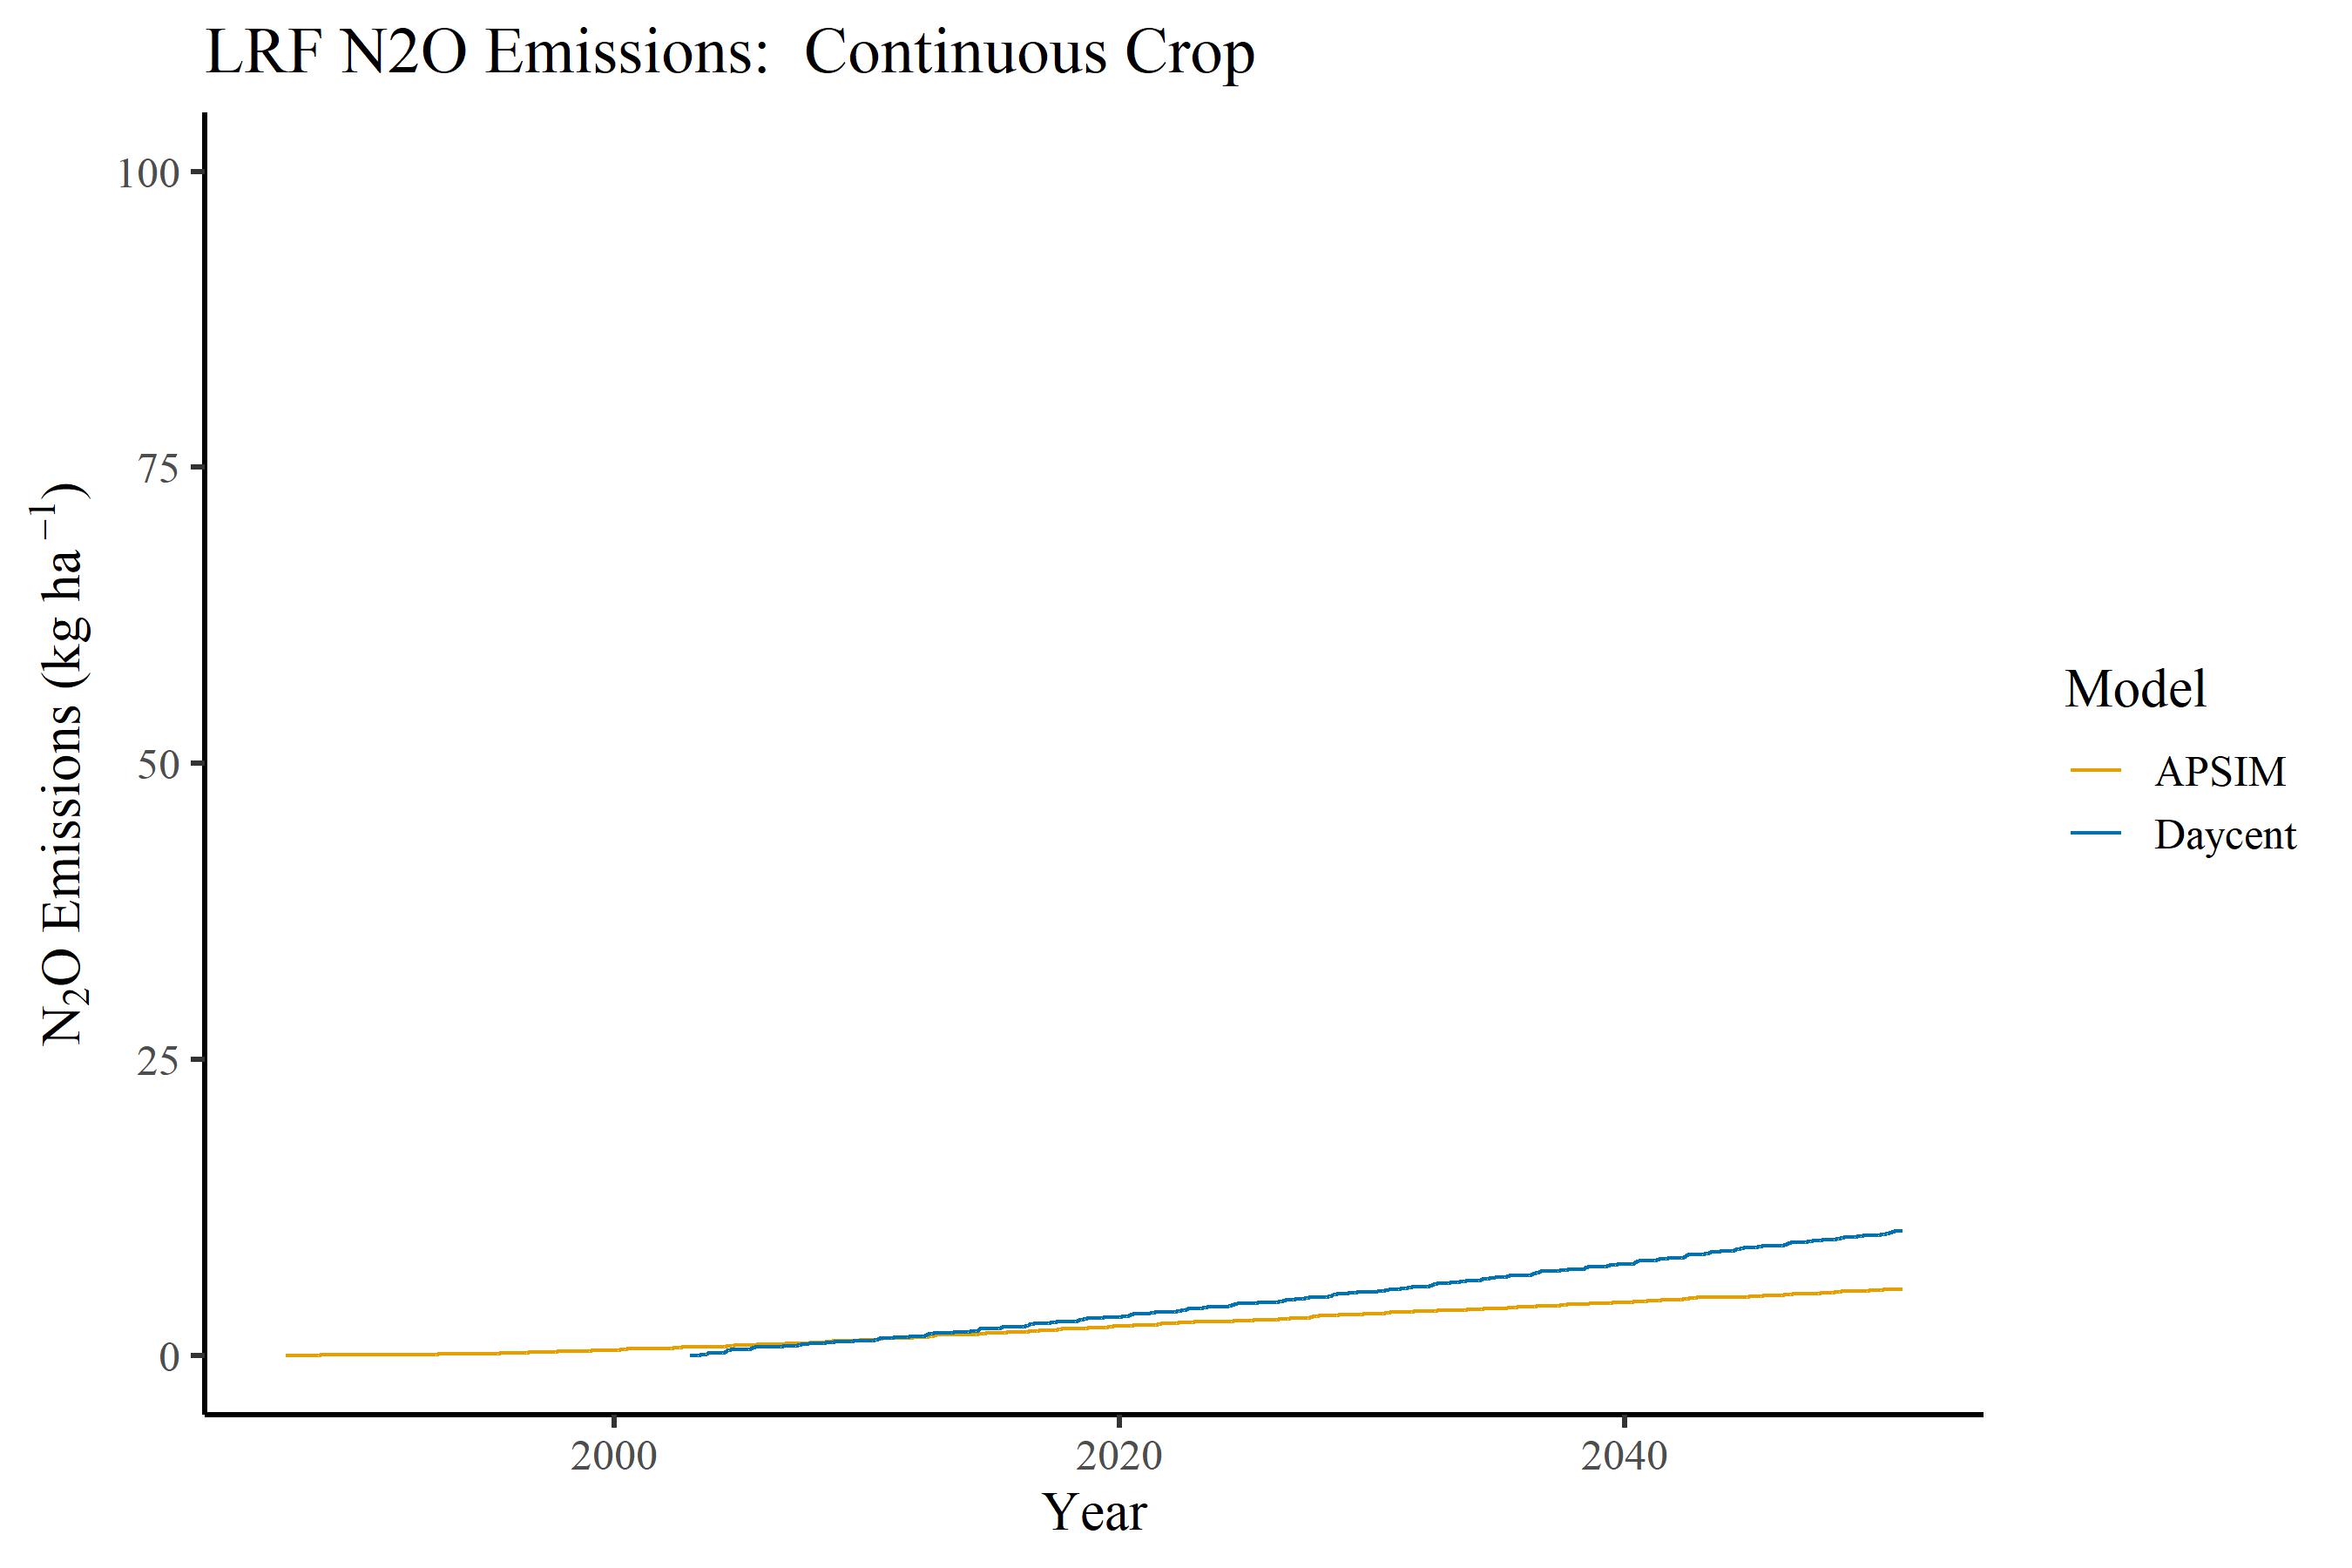 LRF N2O Emissions:  Continuous Crop
N₂O Emissions (kg ha⁻¹)
100
75
50
25
0
2000
2020
2040
Year
Model
APSIM
Daycent